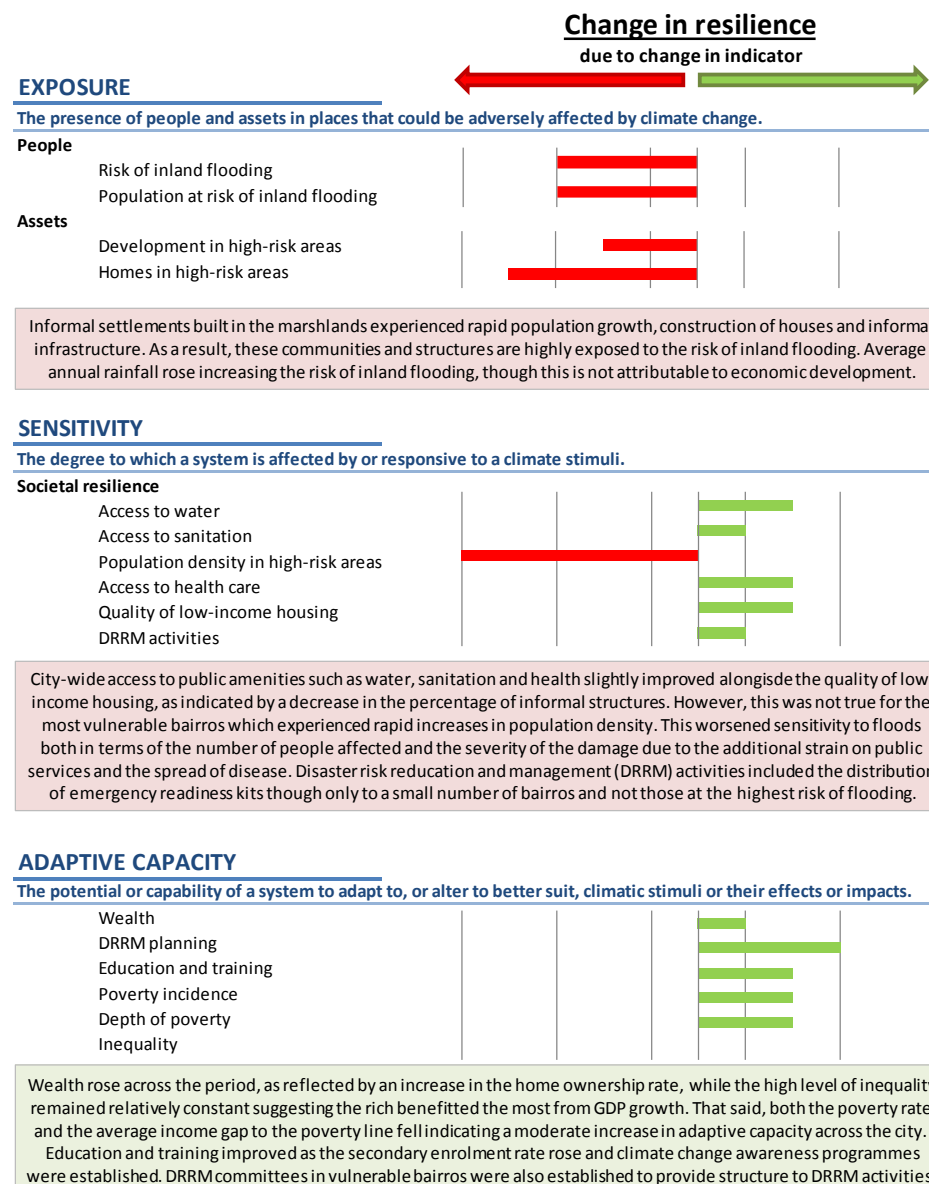 Change in resilience
due to change in indicator
EXPOSURE
The presence of people and assets in places that could be adversely affected by climate change.
People
Risk of inland flooding
Population at risk of inland flooding
Assets
Development in high-risk areas
Homes in high-risk areas
Informal settlements built in the marshlands experienced rapid population growth, construction of houses and informa
infrastructure. As a result, these communities and structures are highly exposed to the risk of inland flooding. Average
annual rainfall rose increasing the risk of inland flooding, though this is not attributable to economic development.
SENSITIVITY
The degree to which a system is affected by or responsive to a climate stimuli.
Societal resilience
Access to water
Access to sanitation
Population density in high-risk areas
Access to health care
Quality of low-income housing
DRRM activities
City-wide access to public amenities such as water, sanitation and health slightly improved alongisde the quality of low
income housing, as indicated by a decrease in the percentage of informal structures. However, this was not true for the
most vulnerable bairros which experienced rapid increases in population density. This worsened sensitivity to floods
both in terms of the number of people affected and the severity of the damage due to the additional strain on public
services and the spread of disease. Disaster risk reducation and management (DRRM) activities included the distribution
of emergency readiness kits though only to a small number of bairros and not those at the highest risk of flooding.
ADAPTIVE CAPACITY
The potential or capability of a system to adapt to, or alter to better suit, climatic stimuli or their effects or impacts.
Wealth
DRRM planning
Education and training
Poverty incidence
Depth of poverty
Inequality
Wealth rose across the period, as reflected by an increase in the home ownership rate, while the high level of inequality
remained relatively constant suggesting the rich benefitted the most from GDP growth. That said, both the poverty rate
and the average income gap to the poverty line fell indicating a moderate increase in adaptive capacity across the city.
Education and training improved as the secondary enrolment rate rose and climate change awareness programmes
were established. DRRM committees in vulnerable bairros were also established to provide structure to DRRM activities